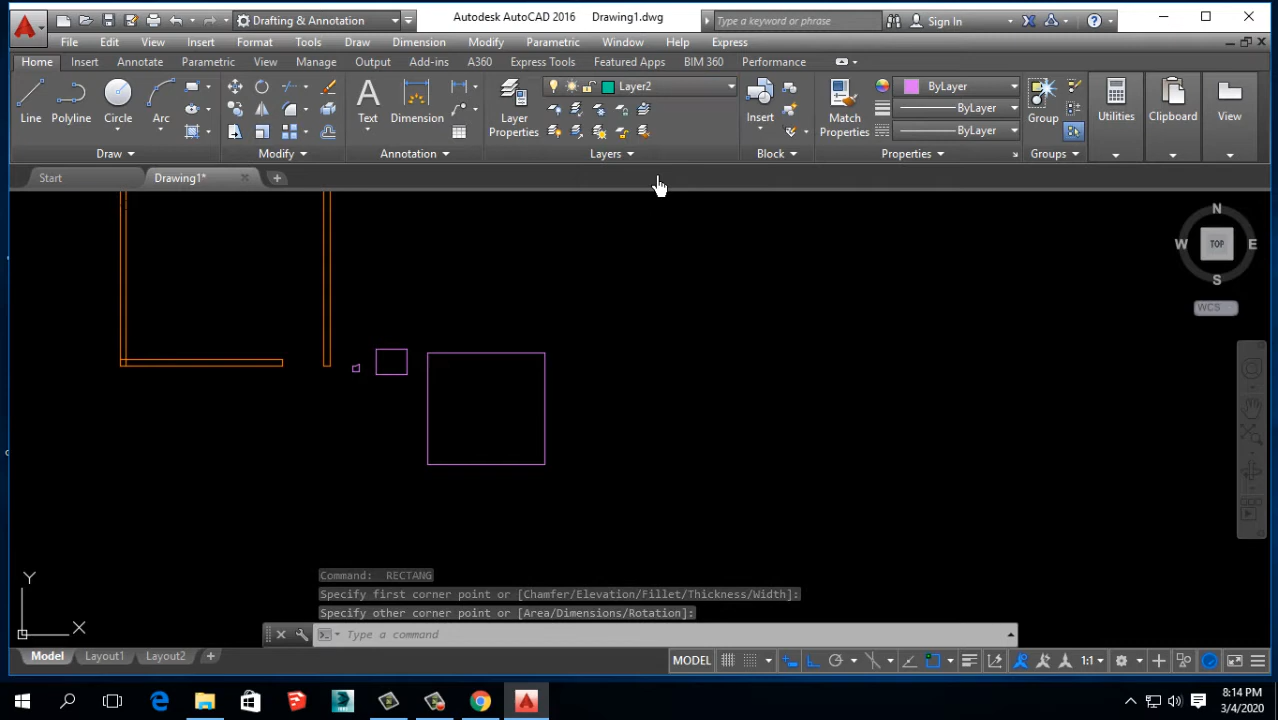 Drafting & Annotation
Autodesk AutoCAD 2016 Drawing1.dwg
Type a keyword or phrase
Sign In
File Edit View Insert Format Tools Draw Dimension Modify Parametric Window Help Express
Home Insert Annotate Parametric View Manage Output Add-ins A360 Express Tools Featured Apps BIM 360 Performance
Layer2
ByLayer
ByLayer
ByLayer
Line Polyline Circle Arc
Text Dimension
Layer
Properties
Insert
Match
Properties
Group
Utilities
Clipboard
View
Draw
Modify
Annotation
Layers
Block
Properties
Groups
Start
Drawing1*
N
W TOP E
S
WCS
Y
X
Command: RECTANG
Specify first corner point or [Chamfer/Elevation/Fillet/Thickness/Width]:
Specify other corner point or [Area/Dimensions/Rotation]:
Type a command
Model Layout1 Layout2
MODEL
1:1
8:14 PM
3/4/2020